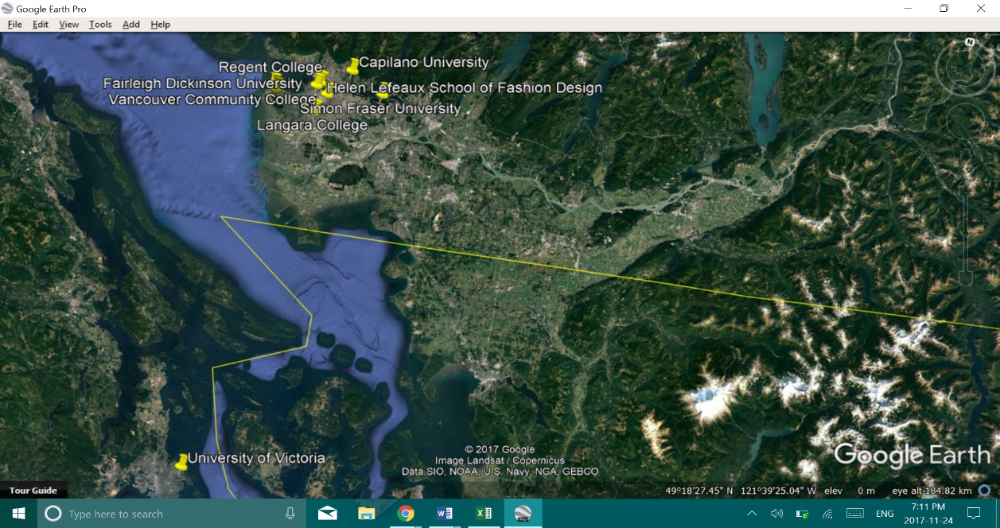 Google Earth Pro
File Edit View Tools Add Help
Regent College
Capilano University
Fairleigh Dickinson University
Helen Lefeaux School of Fashion Design
Vancouver Community College
Simon Fraser University
Langara College
University of Victoria
© 2017 Google
Image Landsat / Copernicus
Data SIO, NOAA, U.S. Navy, NGA, GEBCO
Google Earth
Tour Guide
49°18'27.45" N 121°39'25.04" W elev 0 m eye alt 184.82 km
N
Type here to search
ENG
7:11 PM
2017-11-24